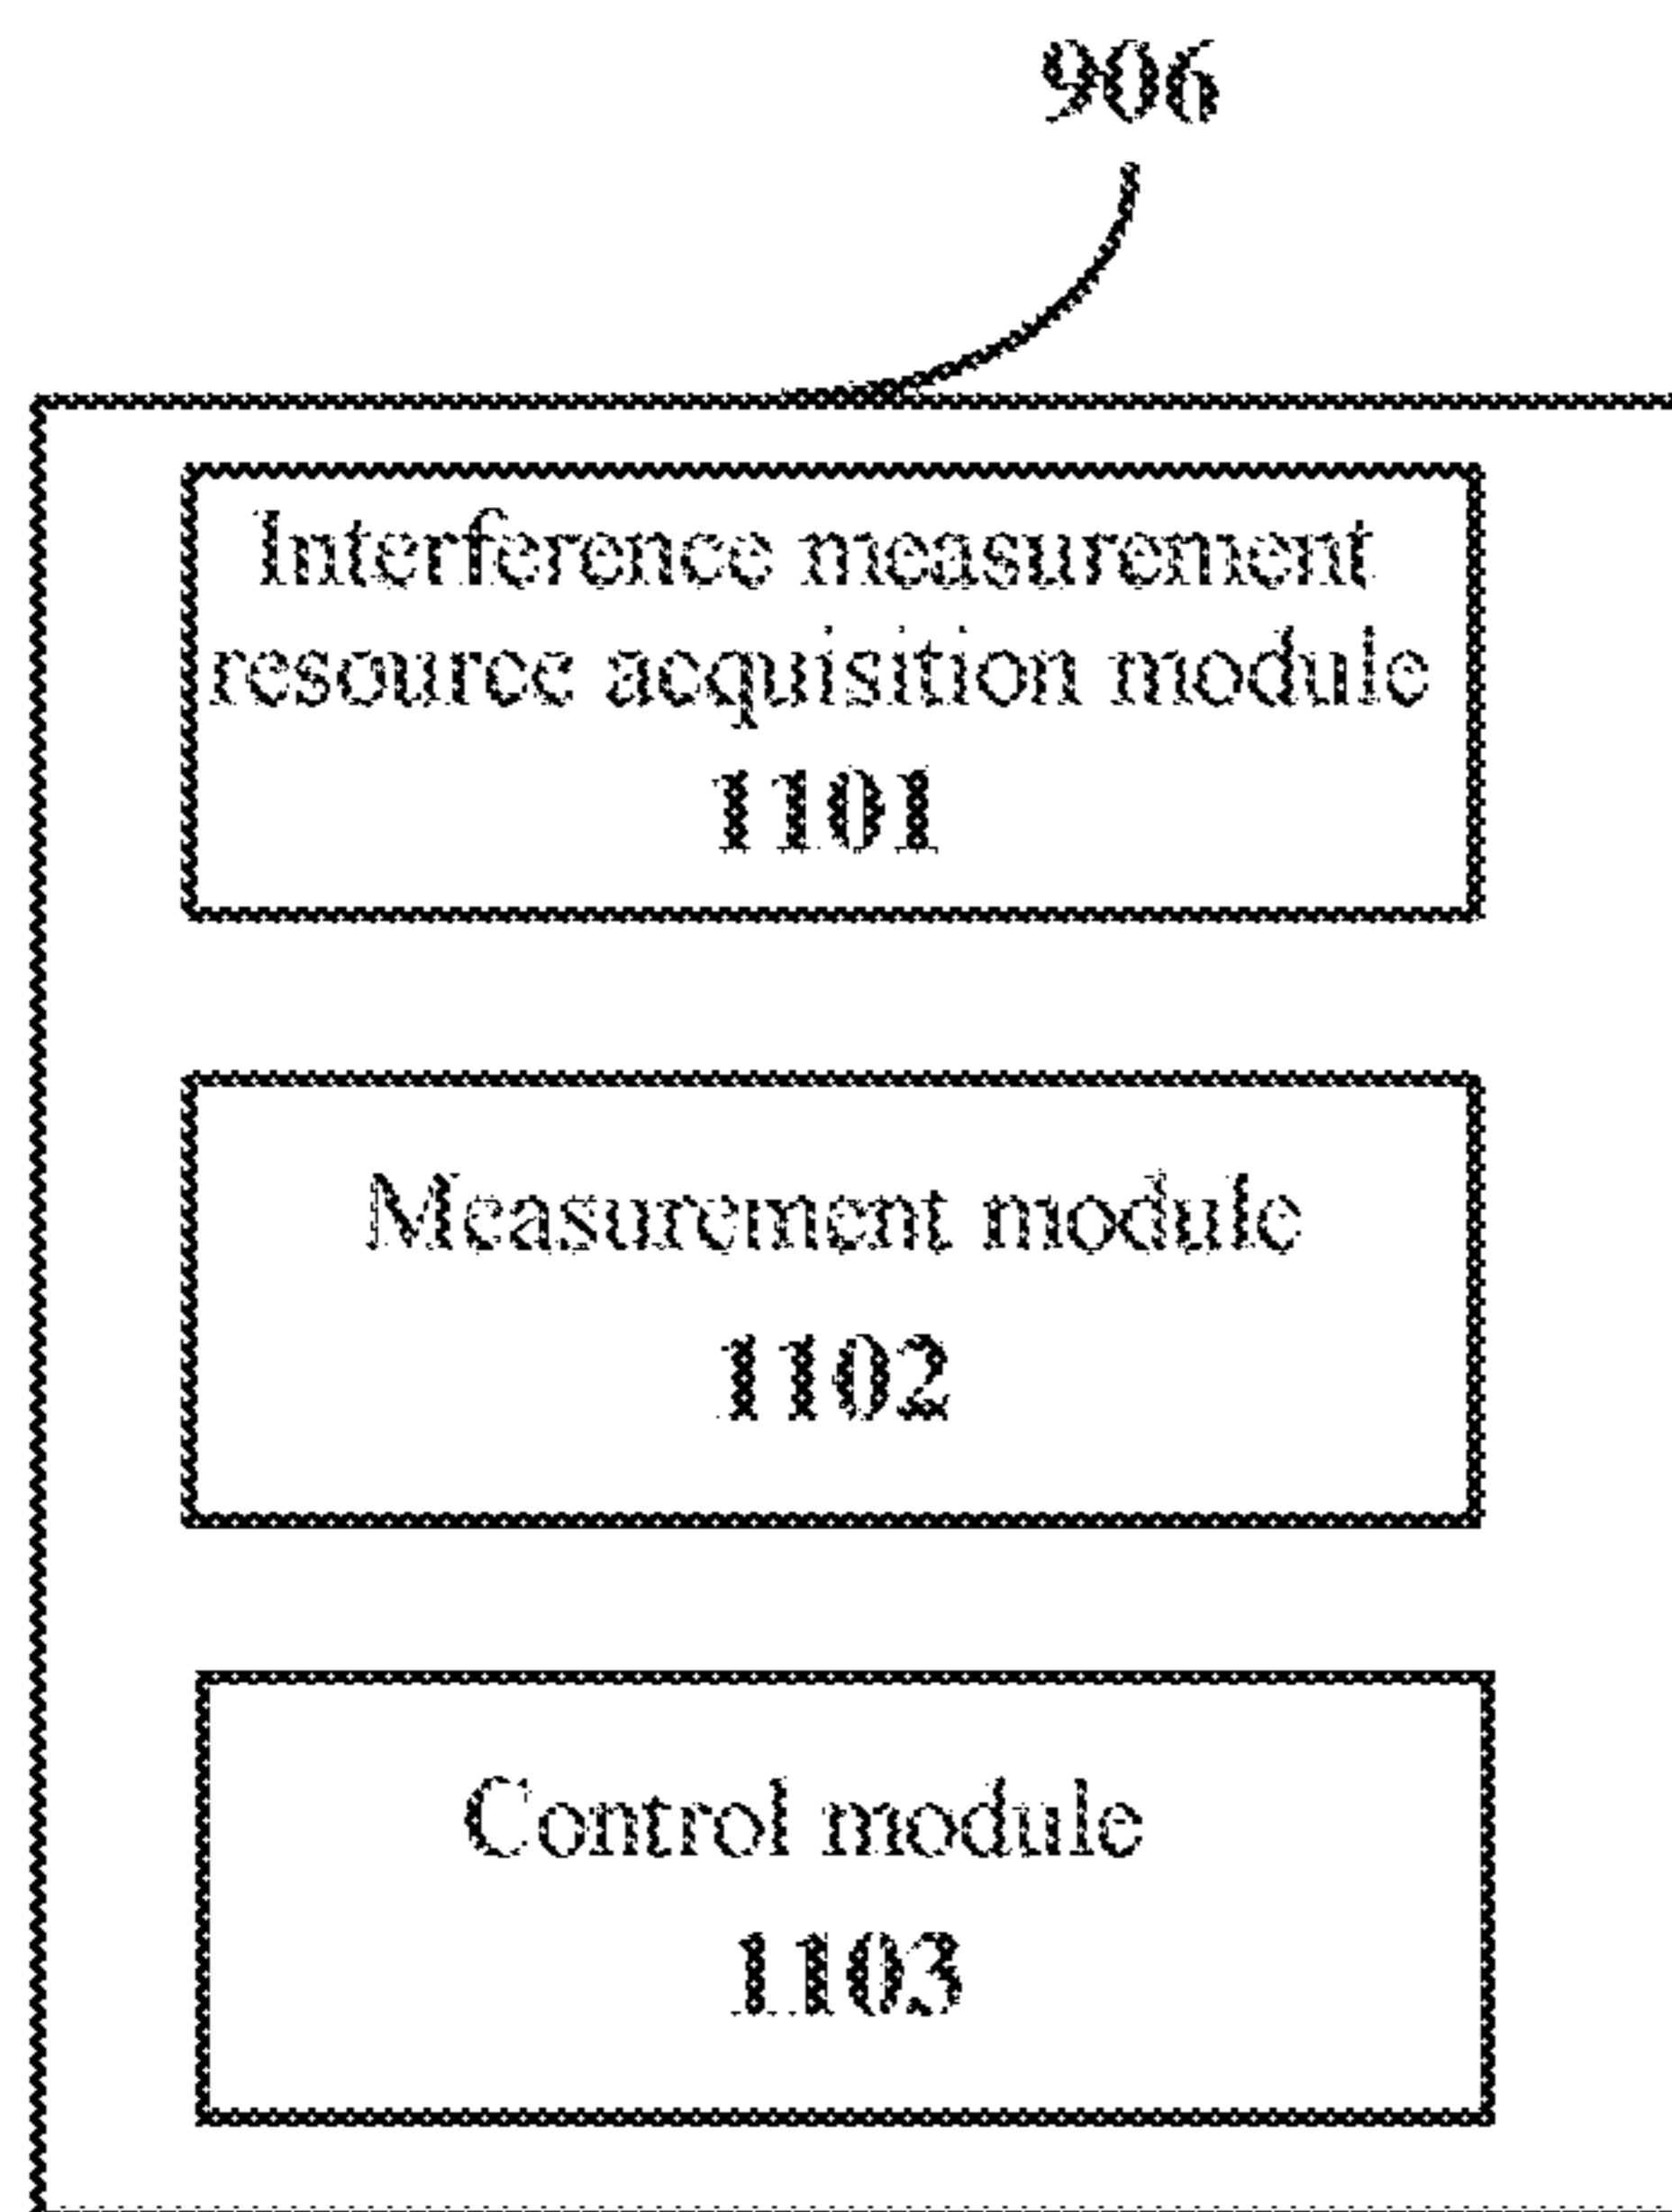 906
Interference measurement
resource acquisition module
1101
Measurement module
1102
Control module
1103